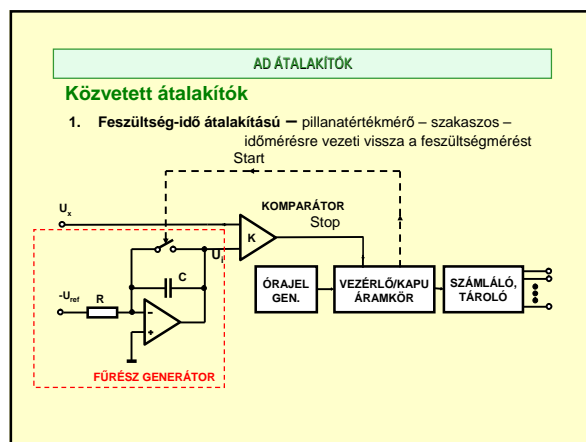 AD ÁTALAKÍTÓK
Közvetett átalakítók
1. Feszültség-idő átalakítású – pillanatértékmérő – szakaszos –
időmérésre vezeti vissza a feszültségmérést
Start
Ux
KOMPARÁTOR
Stop
K
Ui
C
-Uref
R
ÓRAJEL
GEN.
VEZÉRLŐ/KAPU
ÁRAMKÖR
SZÁMLÁLÓ,
TÁROLÓ
–
+
FŰRÉSZ GENERÁTOR